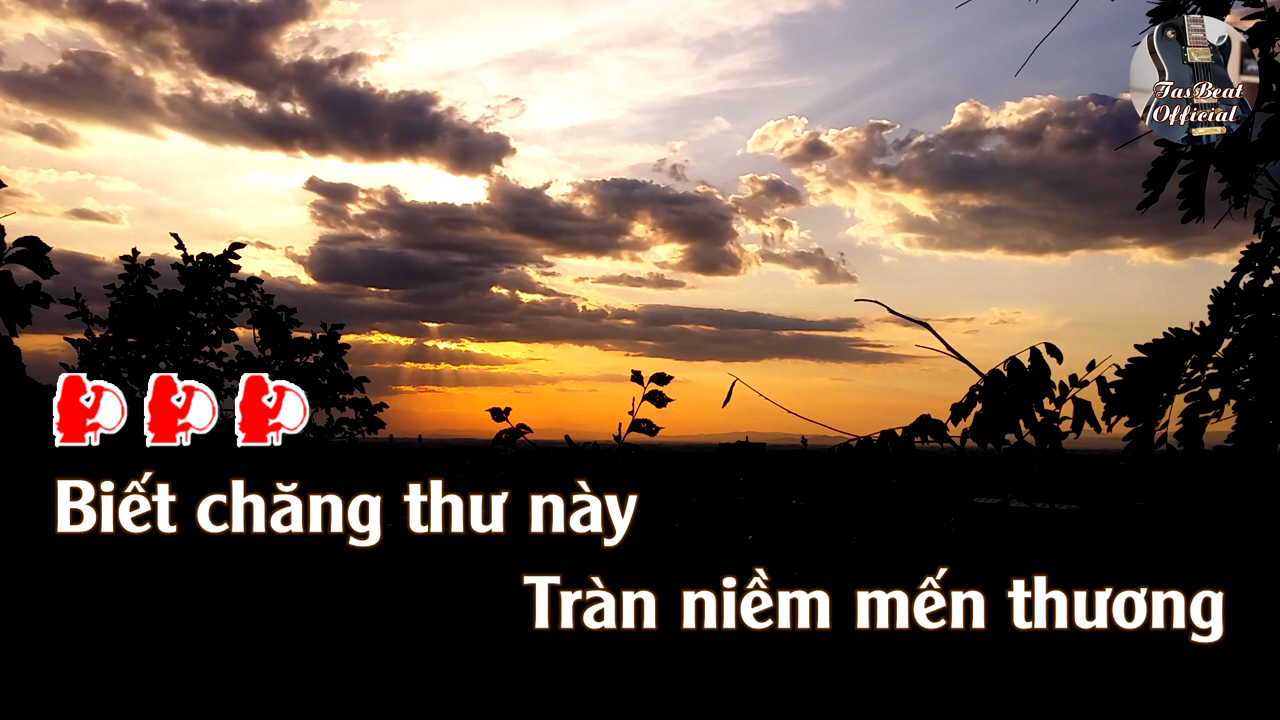 TasBeat
Official
Biết chăng thư này
Tràn niềm mến thương